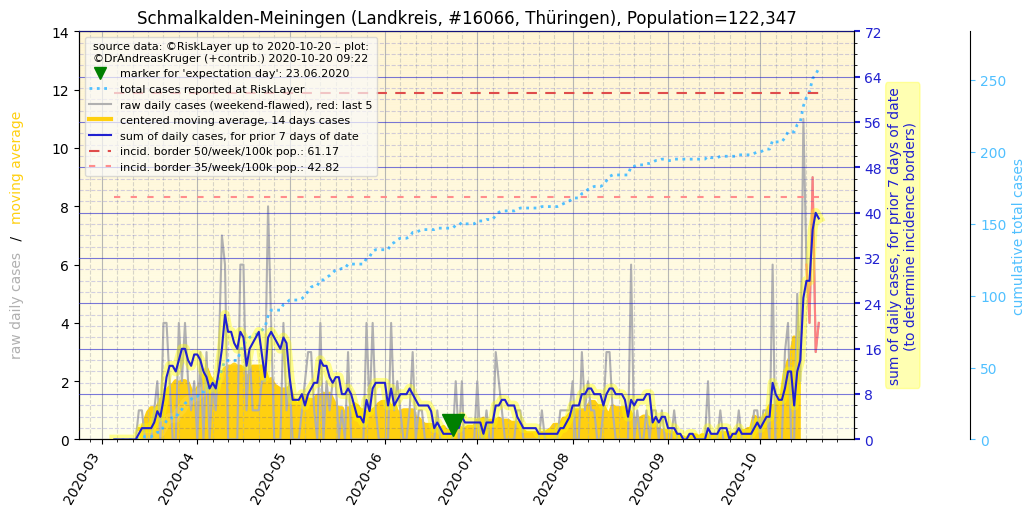 Schmalkalden-Meiningen (Landkreis, #16066, Thüringen), Population=122,347
source data: ©RiskLayer up to 2020-10-20 – plot:
©DrAndreasKruger (+contrib.) 2020-10-20 09:22
marker for 'expectation day': 23.06.2020
total cases reported at RiskLayer
raw daily cases (weekend-flawed), red: last 5
centered moving average, 14 days cases
sum of daily cases, for prior 7 days of date
incid. border 50/week/100k pop.: 61.17
incid. border 35/week/100k pop.: 42.82
raw daily cases / moving average
14
12
10
8
6
4
2
0
2020-03
2020-04
2020-05
2020-06
2020-07
2020-08
2020-09
2020-10
72
64
56
48
40
32
24
16
8
0
sum of daily cases, for prior 7 days of date
(to determine incidence borders)
250
200
150
100
50
0
cumulative total cases